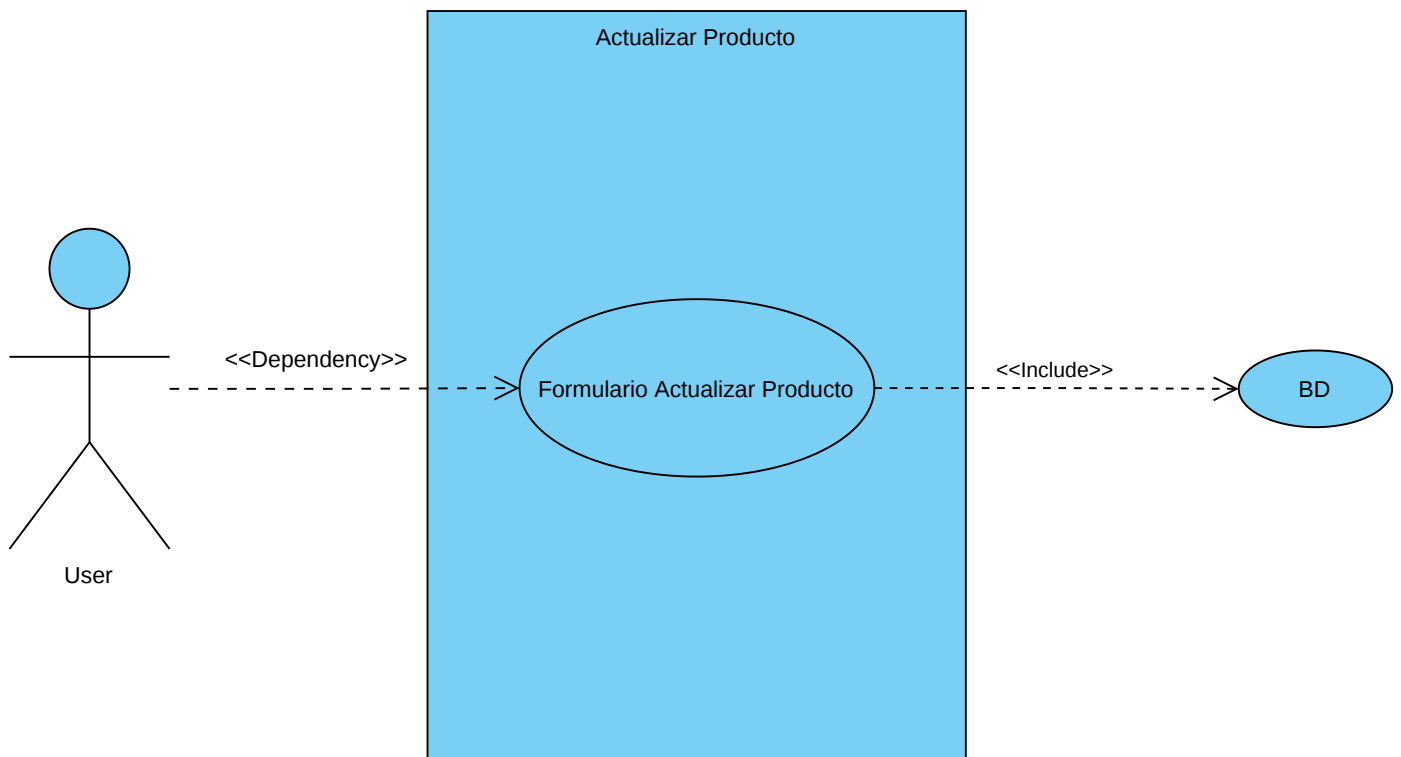 Actualizar Producto
<<Dependency>>
Formulario Actualizar Producto
<<Include>>
BD
User